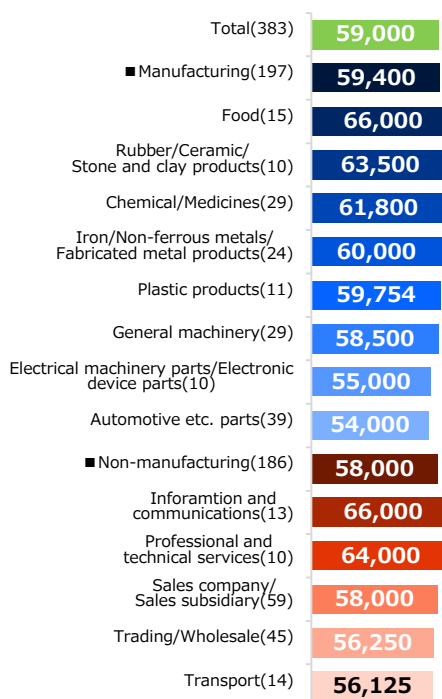 Total(383) 59,000
■Manufacturing(197) 59,400
Food(15) 66,000
Rubber/Ceramic/
Stone and clay products(10) 63,500
Chemical/Medicines(29) 61,800
Iron/Non-ferrous metals/
Fabricated metal products(24) 60,000
Plastic products(11) 59,754
General machinery(29) 58,500
Electrical machinery parts/Electronic
device parts(10) 55,000
Automotive etc. parts(39) 54,000
■Non-manufacturing(186) 58,000
Inforamtion and
communications(13) 66,000
Professional and
technical services(10) 64,000
Sales company/
Sales subsidiary(59) 58,000
Trading/Wholesale(45) 56,250
Transport(14) 56,125